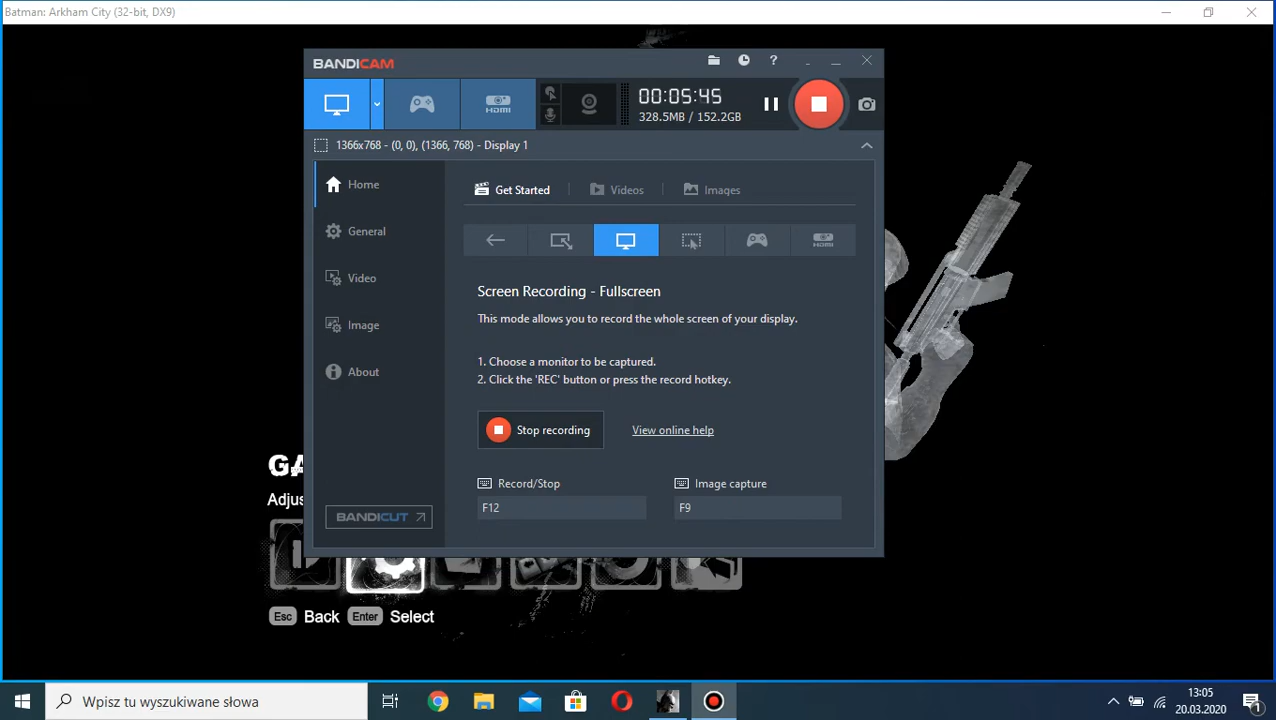 Batman: Arkham City (32-bit, DX9)
BANDICAM
?
HDMI
00:05:45
328.5MB / 152.2GB
1366x768 - (0, 0), (1366, 768) - Display 1
Home
Get Started
Videos
Images
General
HDMI
Video
Screen Recording - Fullscreen
This mode allows you to record the whole screen of your display.
Image
1. Choose a monitor to be captured.
2. Click the 'REC' button or press the record hotkey.
About
Stop recording
View online help
GA
Adjus
Record/Stop
Image capture
F12
F9
BANDICUT
Esc Back Enter Select
Wpisz tu wyszukiwane słowa
13:05
20.03.2020
1